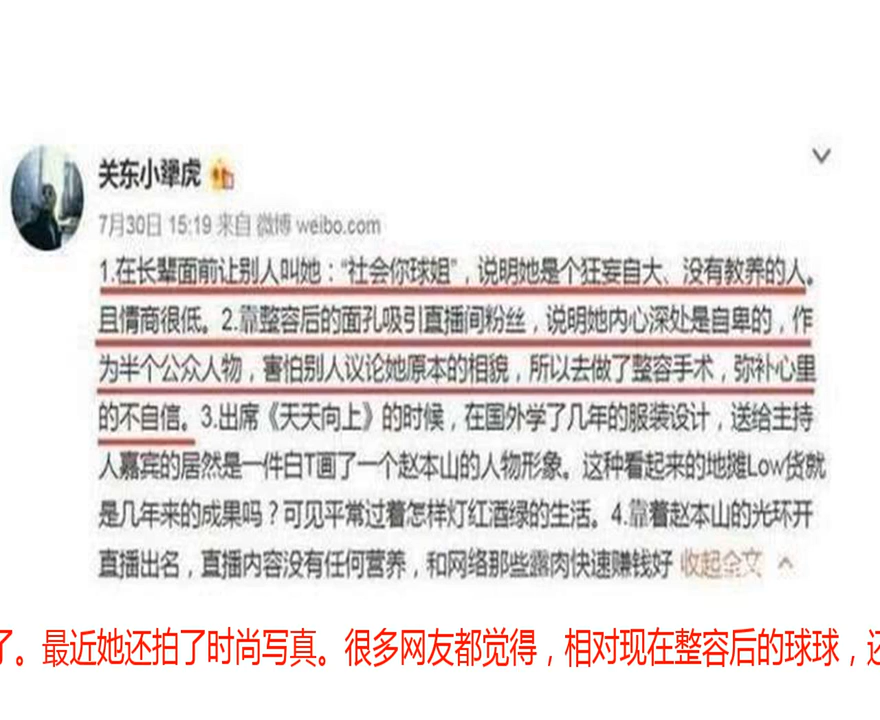 关东小犟虎
7月30日 15:19 来自 微博 weibo.com
1.在长辈面前让别人叫她：“社会你球姐”，说明她是个狂妄自大、没有教养的人。
且情商很低。2.靠整容后的面孔吸引直播间粉丝，说明她内心深处是自卑的，作
为半个公众人物，害怕别人议论她原本的相貌，所以去做了整容手术，弥补心里
的不自信。3.出席《天天向上》的时候，在国外学了几年的服装设计，送给主持
人嘉宾的居然是一件白T画了一个赵本山的人物形象。这种看起来的地摊Low货就
是几年来的成果吗？可见平常过着怎样灯红酒绿的生活。4.靠着赵本山的光环开
直播出名，直播内容没有任何营养，和网络那些露肉快速赚钱好 收起全文
了。最近她还拍了时尚写真。很多网友都觉得，相对现在整容后的球球，还